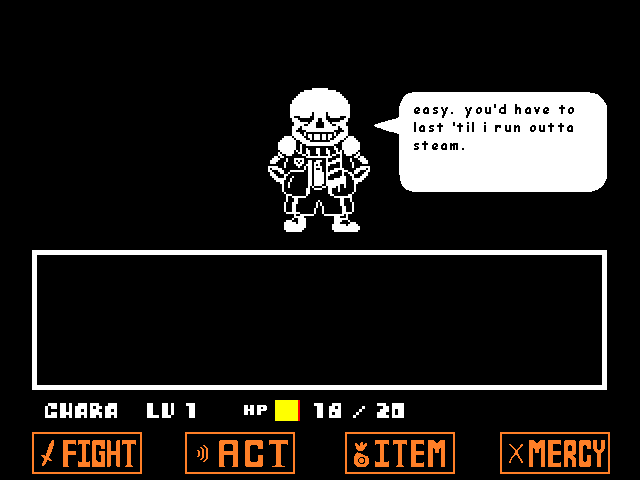 easy. you'd have to
last 'til i run outta
steam.
CHARA LV 1 HP 18 / 20
FIGHT ACT ITEM MERCY